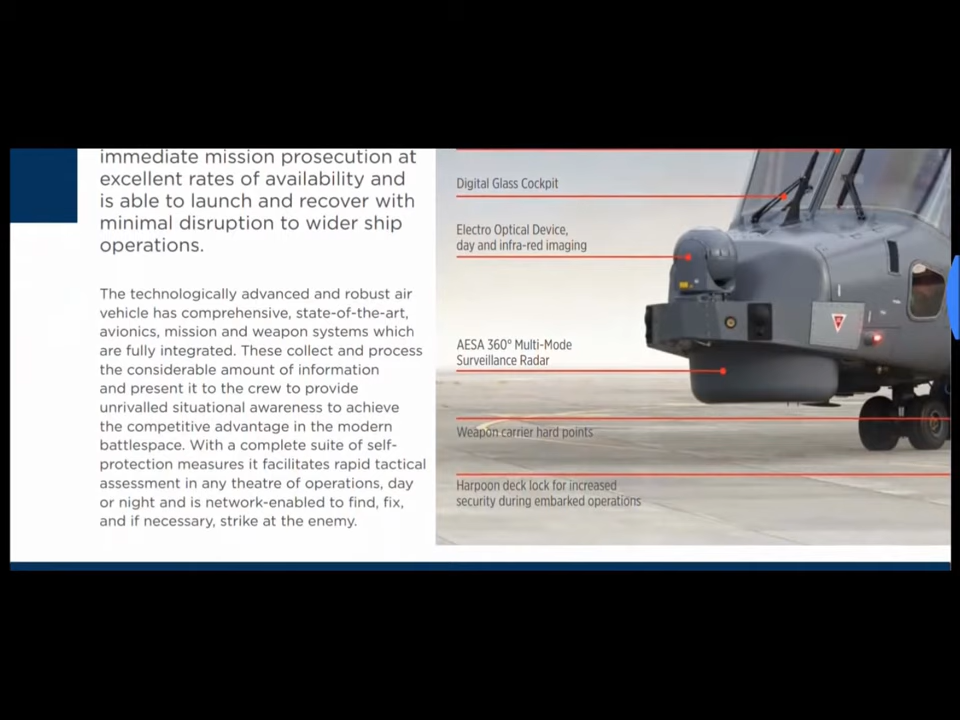 immediate mission prosecution at
excellent rates of availability and
is able to launch and recover with
minimal disruption to wider ship
operations.
The technologically advanced and robust air
vehicle has comprehensive, state-of-the-art,
avionics, mission and weapon systems which
are fully integrated. These collect and process
the considerable amount of information
and present it to the crew to provide
unrivalled situational awareness to achieve
the competitive advantage in the modern
battlespace. With a complete suite of self-
protection measures it facilitates rapid tactical
assessment in any theatre of operations, day
or night and is network-enabled to find, fix,
and if necessary, strike at the enemy.
Digital Glass Cockpit
Electro Optical Device,
day and infra-red imaging
AESA 360° Multi-Mode
Surveillance Radar
Weapon carrier hard points
Harpoon deck lock for increased
security during embarked operations